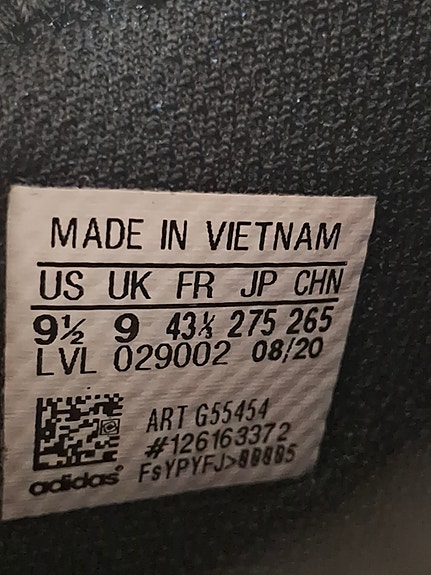 MADE IN VIETNAM
US UK FR JP CHN
9½ 9 43⅓ 275 265
LVL 029002 08/20
ART G55454
#126163372
adidas